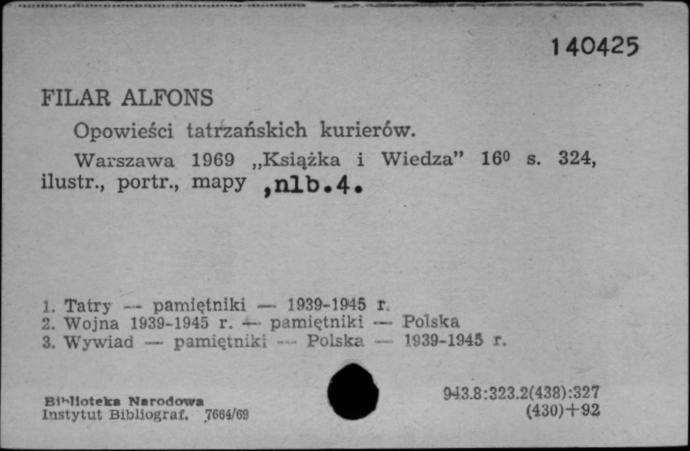 140425
FILAR ALFONS
Opowieści tatrzańskich kurierów.
Warszawa 1969 „Książka i Wiedza” 16⁰ s. 324,
ilustr., portr., mapy ,nlb.4.
1. Tatry — pamiętniki — 1939-1945 r.
2. Wojna 1939-1945 r. — pamiętniki — Polska
3. Wywiad — pamiętniki — Polska — 1939-1945 r.
Biblioteka Narodowa
Instytut Bibliograf. 7664/69
943.8:323.2(438):327
(430)+92